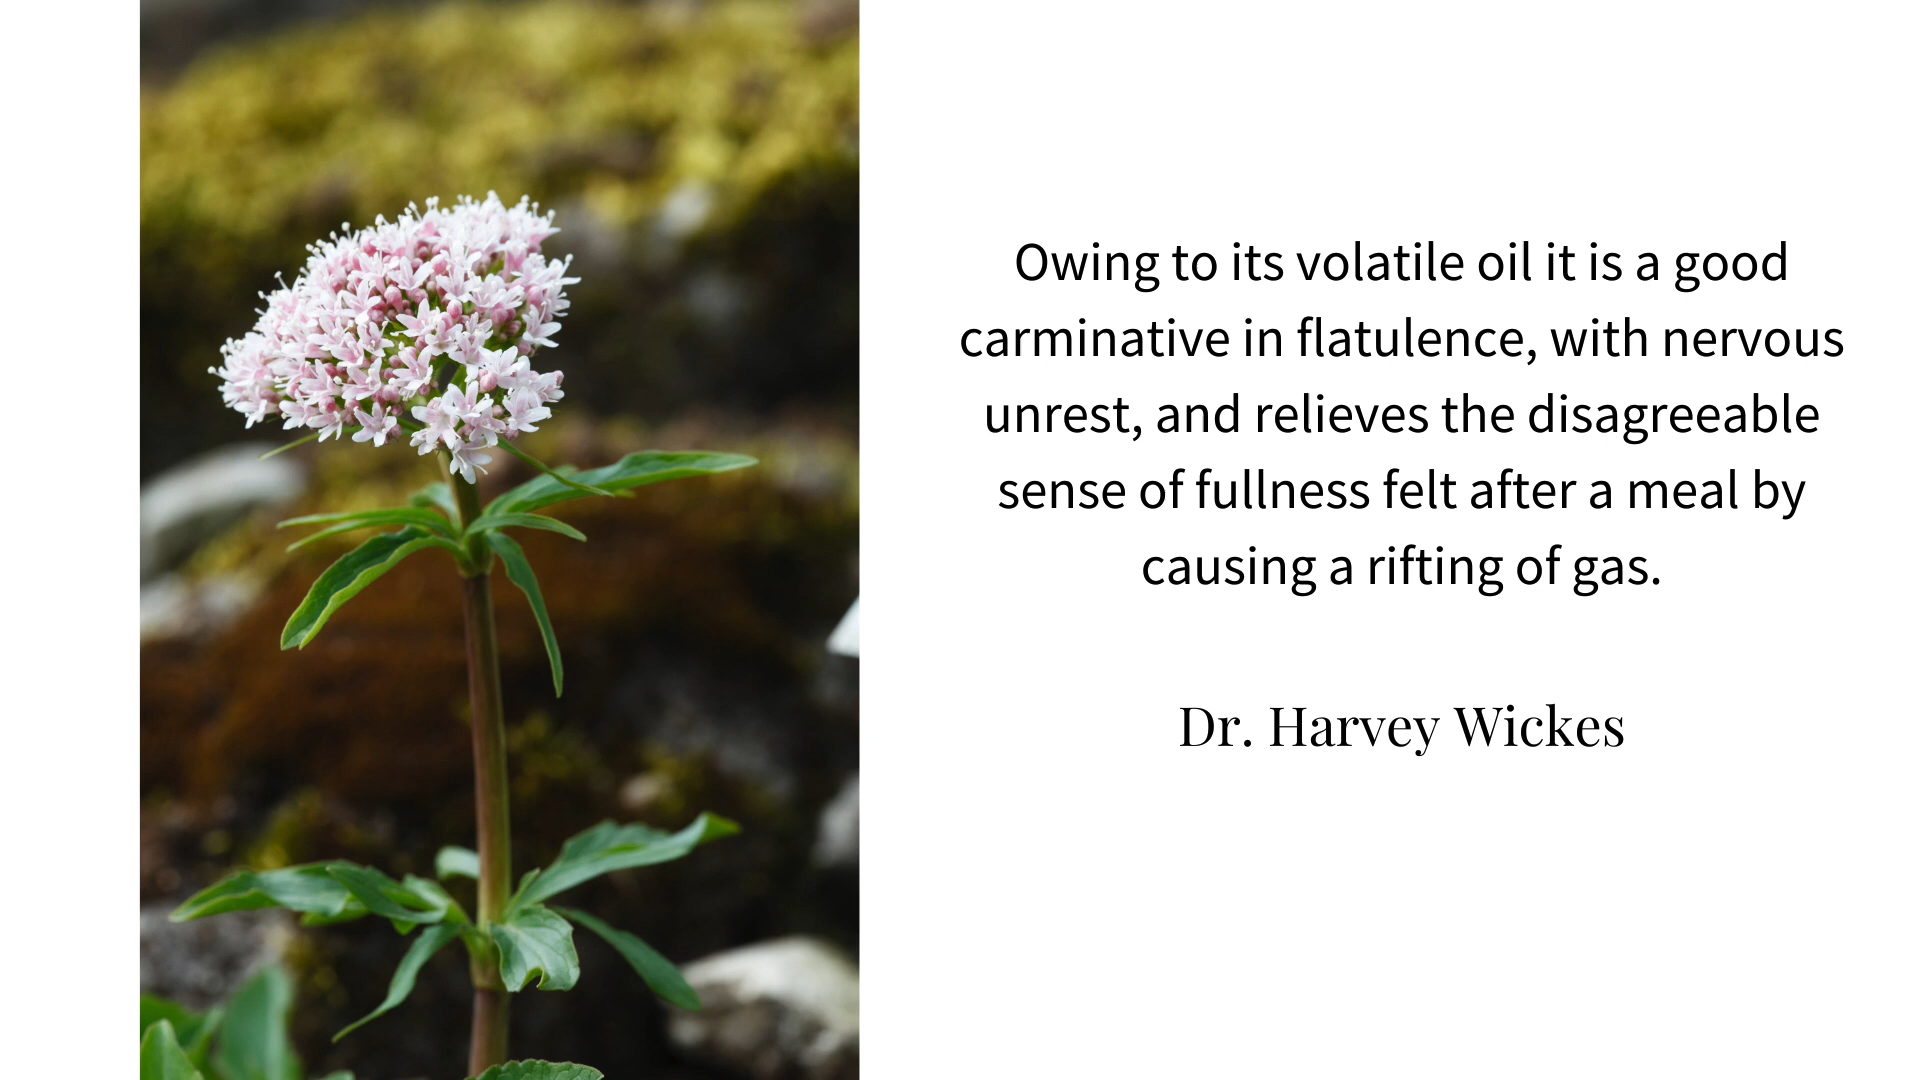 Owing to its volatile oil it is a good
carminative in flatulence, with nervous
unrest, and relieves the disagreeable
sense of fullness felt after a meal by
causing a rifting of gas.
Dr. Harvey Wickes